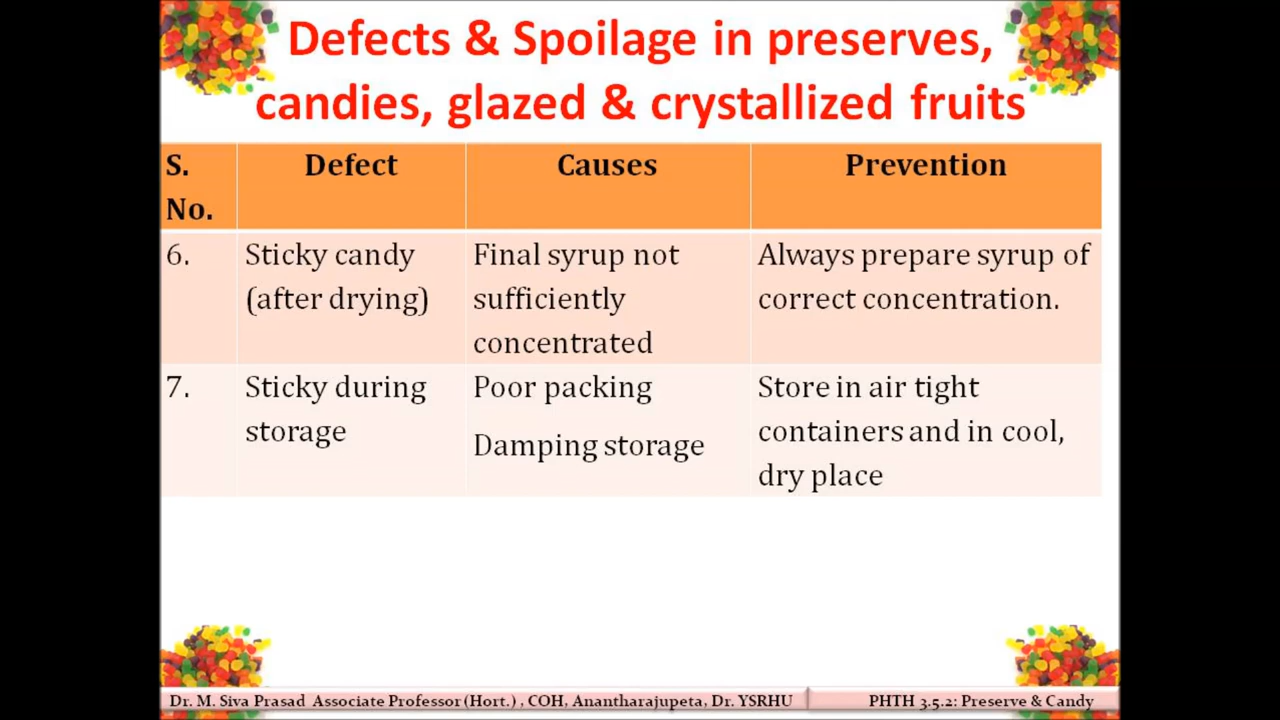 Defects & Spoilage in preserves,
candies, glazed & crystallized fruits
S.
No.
Defect
Causes
Prevention
6.
Sticky candy
(after drying)
Final syrup not
sufficiently
concentrated
Always prepare syrup of
correct concentration.
7.
Sticky during
storage
Poor packing
Damping storage
Store in air tight
containers and in cool,
dry place
Dr. M. Siva Prasad Associate Professor (Hort.) , COH, Anantharajupeta, Dr. YSRHU
PHTH 3.5.2: Preserve & Candy